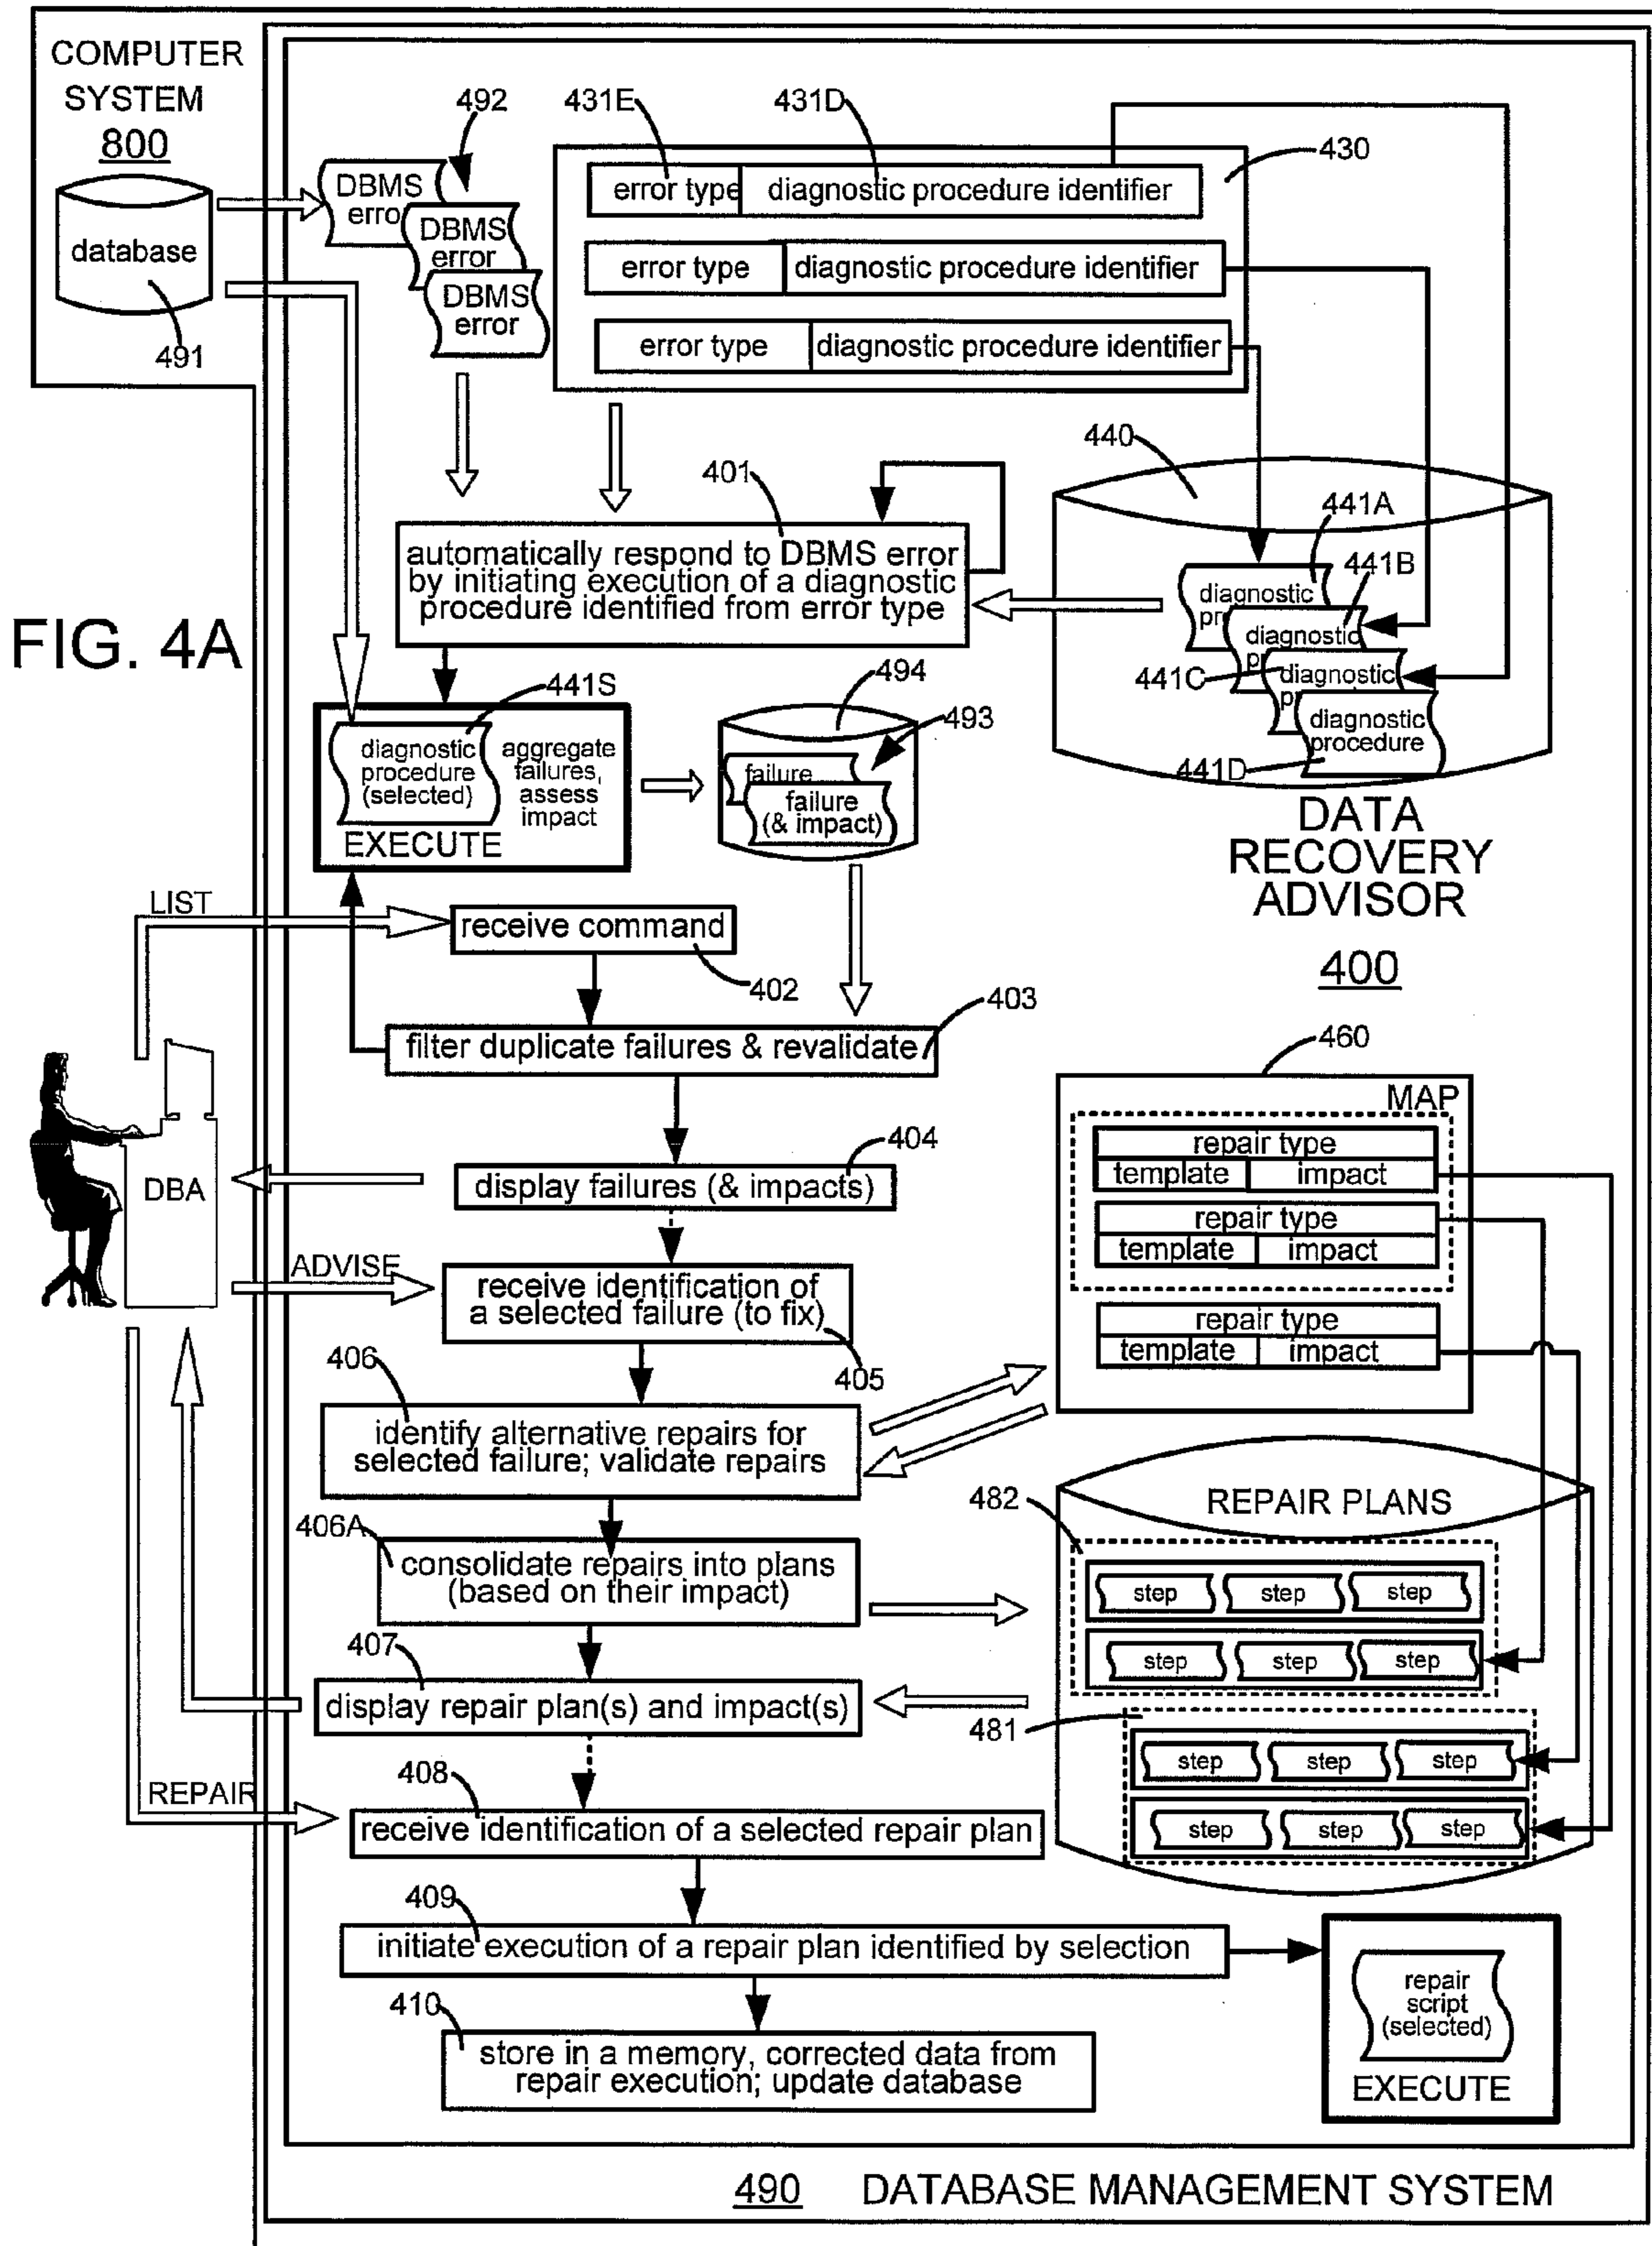 COMPUTER
SYSTEM
800
database
491
492
DBMS
erro
DBMS
error
DBMS
error
431E
431D
430
error type
diagnostic procedure identifier
error type
diagnostic procedure identifier
error type
diagnostic procedure identifier
FIG. 4A
401
automatically respond to DBMS error
by initiating execution of a diagnostic
procedure identified from error type
440
441A
diagnostic
pr
441B
diagnostic
p
441C
diagnostic
p
diagnostic
procedure
441D
DATA
RECOVERY
ADVISOR
400
441S
diagnostic
procedure
(selected)
aggregate
failures,
assess
impact
EXECUTE
494
493
failure
failure
(& impact)
LIST
receive command
402
403
filter duplicate failures & revalidate
DBA
404
display failures (& impacts)
ADVISE
receive identification of
a selected failure (to fix)
405
406
identify alternative repairs for
selected failure; validate repairs
460
MAP
repair type
template
impact
repair type
template
impact
repair type
template
impact
406A
consolidate repairs into plans
(based on their impact)
482
REPAIR PLANS
step
step
step
step
step
step
407
display repair plan(s) and impact(s)
481
step
step
step
step
step
step
REPAIR
408
receive identification of a selected repair plan
409
initiate execution of a repair plan identified by selection
410
store in a memory, corrected data from
repair execution; update database
repair
script
(selected)
EXECUTE
490 DATABASE MANAGEMENT SYSTEM